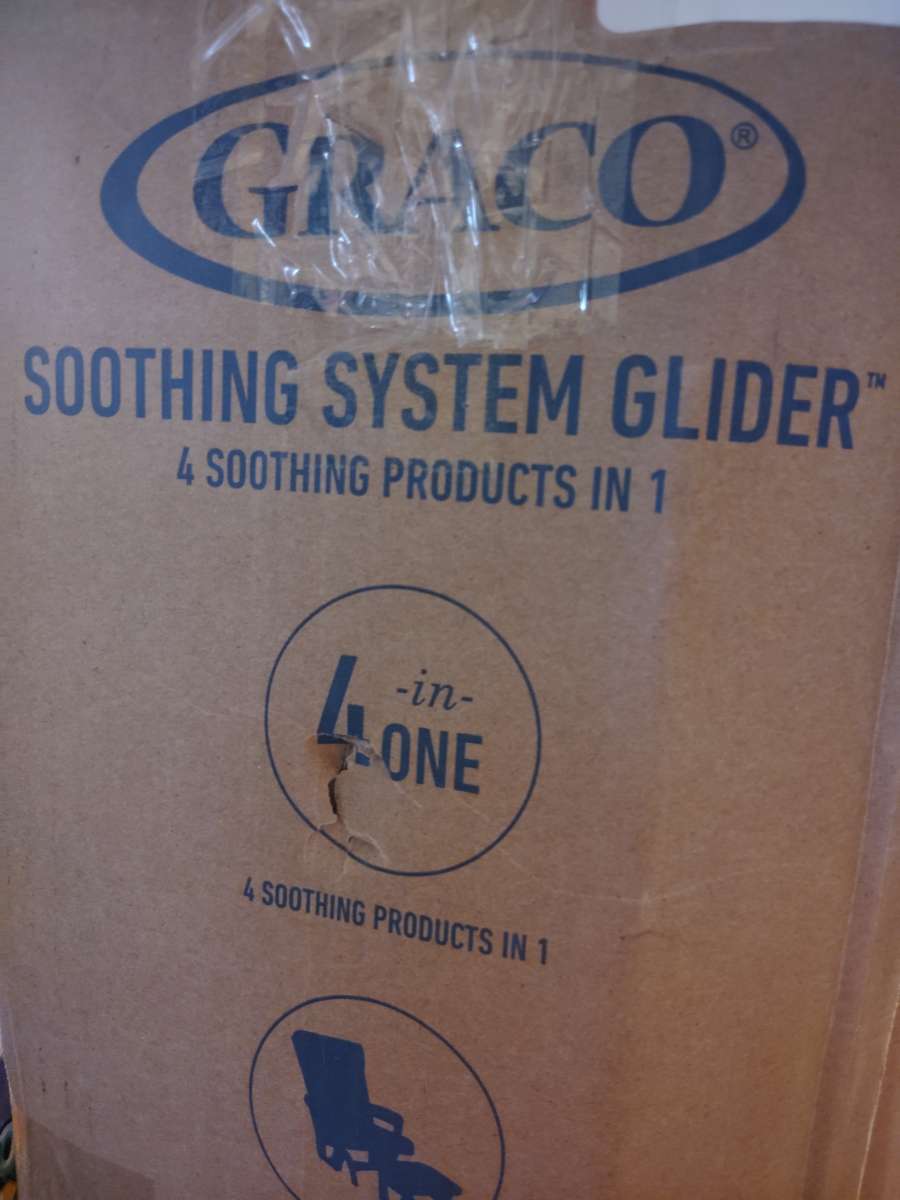 GRACO®
SOOTHING SYSTEM GLIDER™
4 SOOTHING PRODUCTS IN 1
4 -in- ONE
4 SOOTHING PRODUCTS IN 1